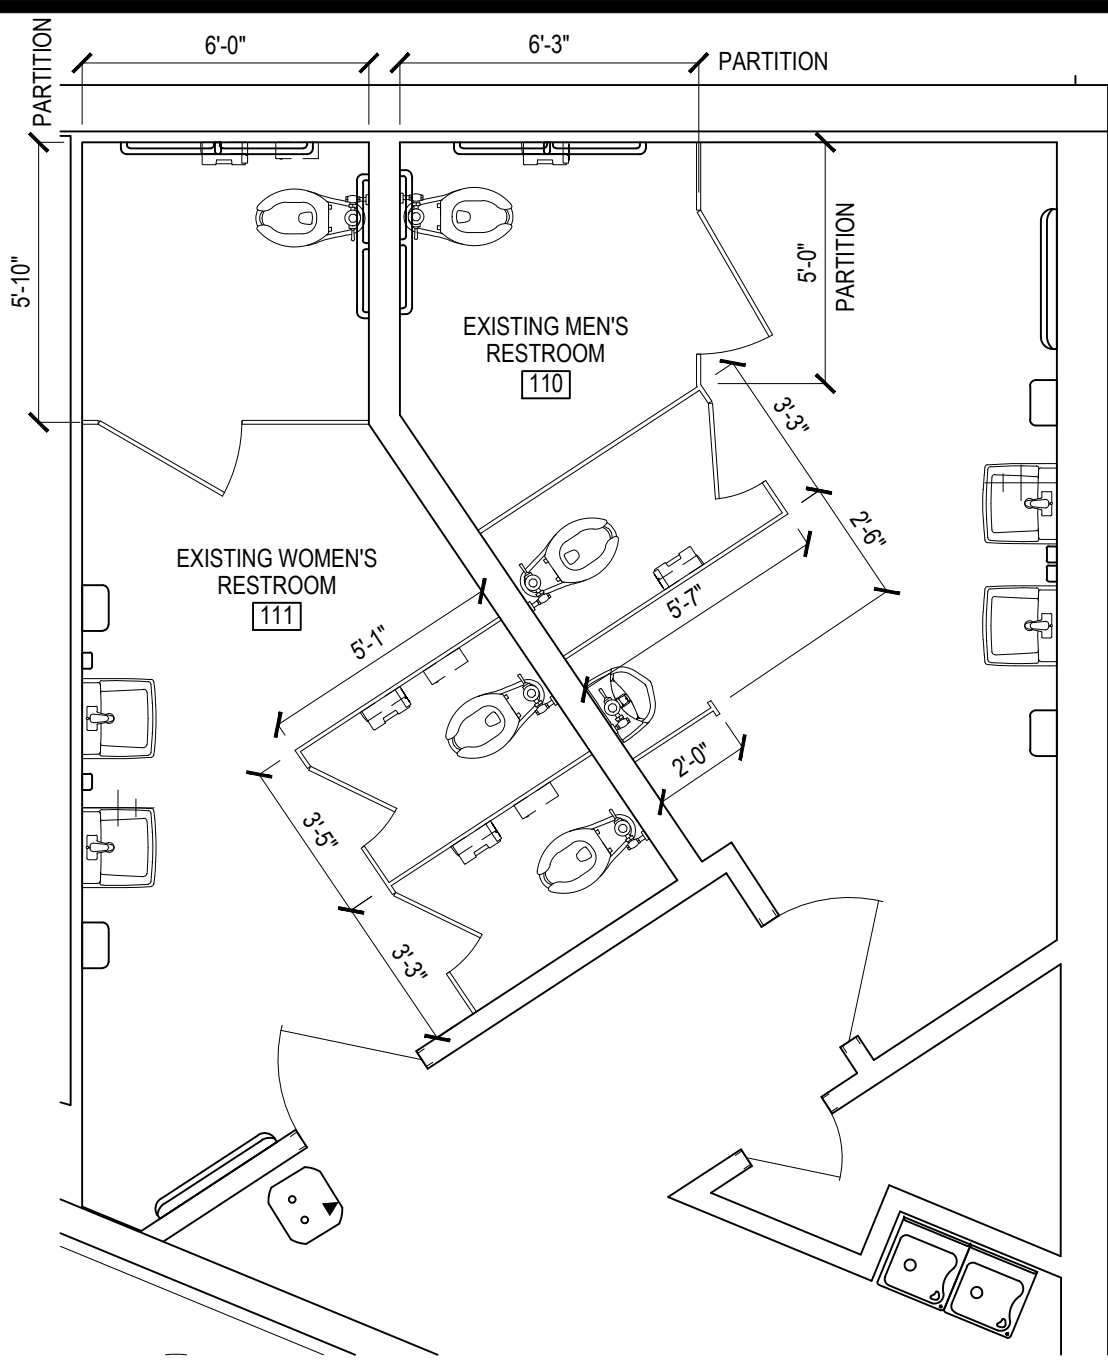 6'-0"
6'-3"
PARTITION
PARTITION
5'-10"
5'-0"
PARTITION
EXISTING MEN'S
RESTROOM
110
3'-3"
2'-6"
EXISTING WOMEN'S
RESTROOM
111
5'-1"
5'-7"
2'-0"
3'-5"
3'-3"